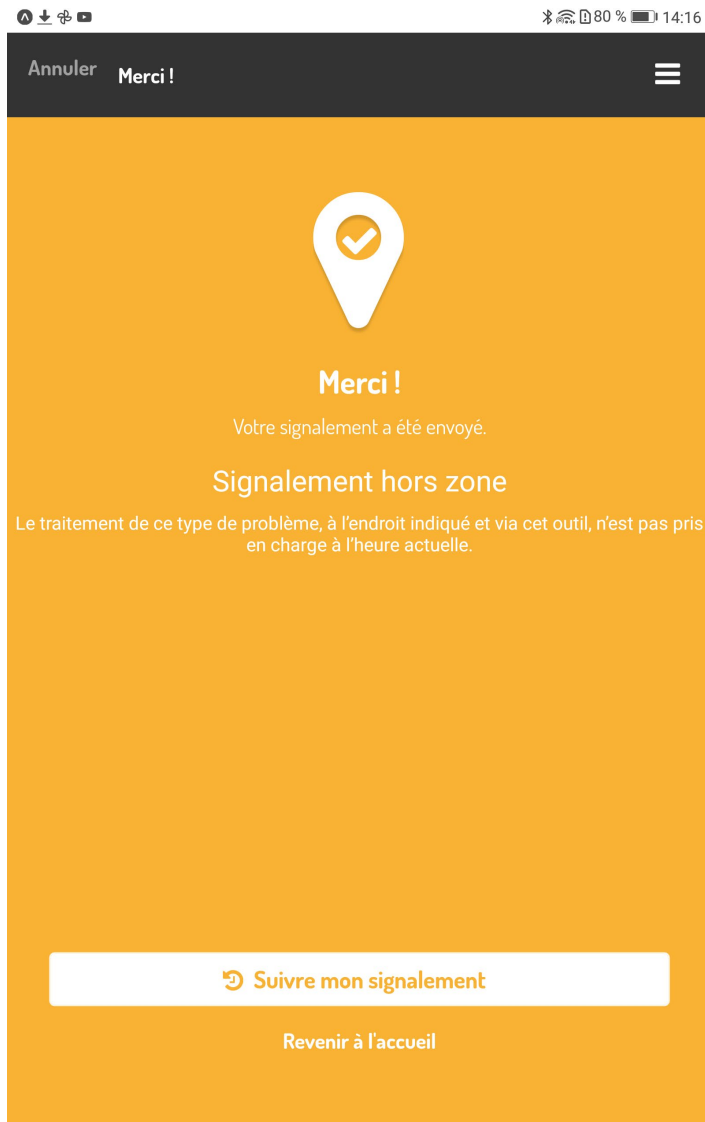 80 % 14:16
Annuler Merci !
Merci !
Votre signalement a été envoyé.
Signalement hors zone
Le traitement de ce type de problème, à l’endroit indiqué et via cet outil, n’est pas pris
en charge à l’heure actuelle.
Suivre mon signalement
Revenir à l'accueil